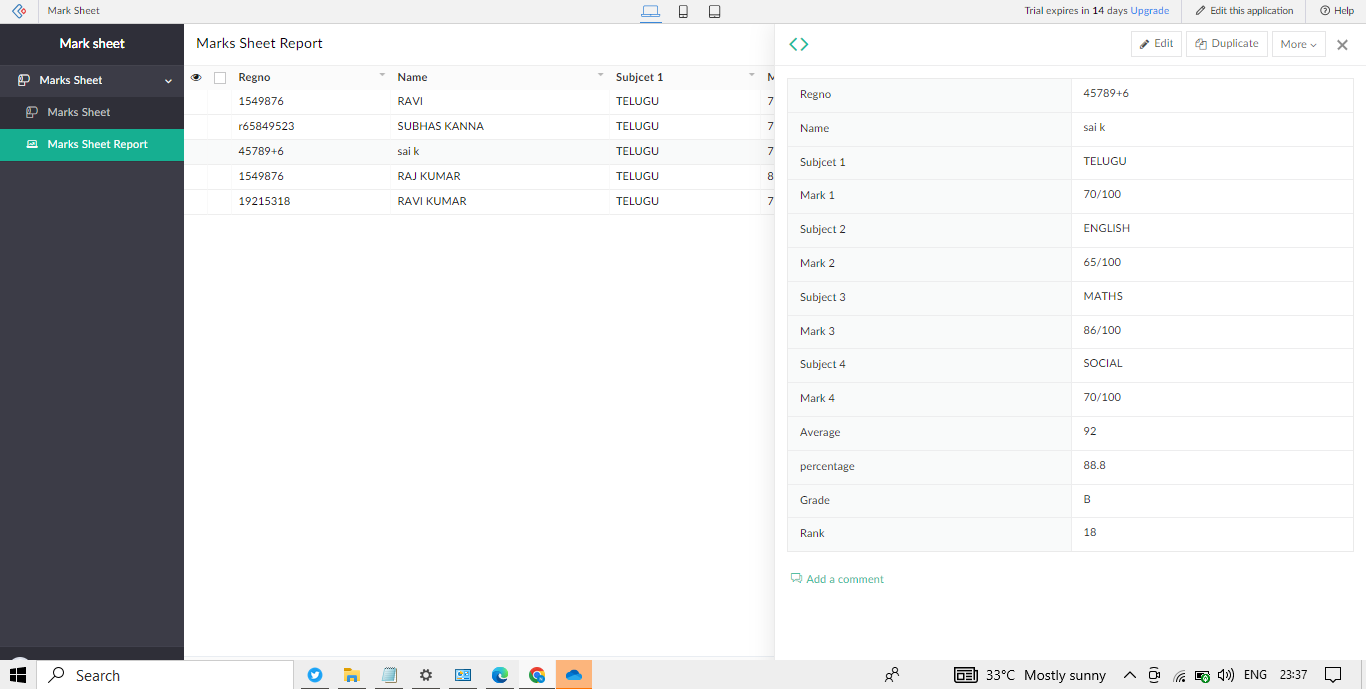 Mark Sheet
Trial expires in 14 days Upgrade
Edit this application
Help
Mark sheet
Marks Sheet
Marks Sheet
Marks Sheet Report
Marks Sheet Report
Regno Name Subjcet 1 M
1549876 RAVI TELUGU 7
r65849523 SUBHAS KANNA TELUGU 7
45789+6 sai k TELUGU 7
1549876 RAJ KUMAR TELUGU 8
19215318 RAVI KUMAR TELUGU 7
Edit Duplicate More
Regno 45789+6
Name sai k
Subjcet 1 TELUGU
Mark 1 70/100
Subject 2 ENGLISH
Mark 2 65/100
Subject 3 MATHS
Mark 3 86/100
Subject 4 SOCIAL
Mark 4 70/100
Average 92
percentage 88.8
Grade B
Rank 18
Add a comment
Search
33°C Mostly sunny
ENG 23:37